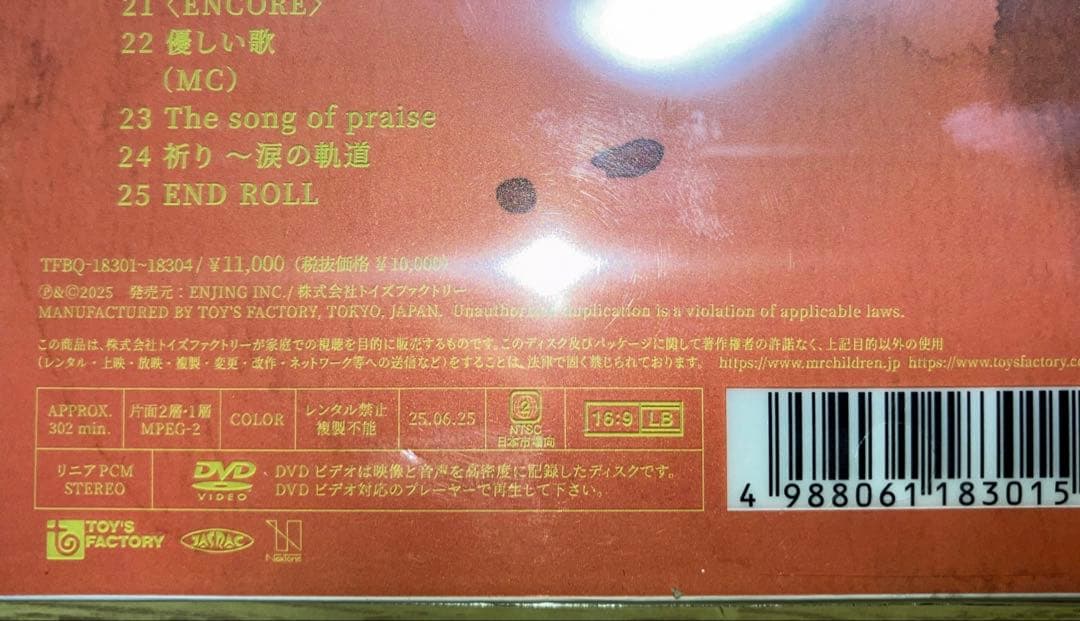 21 〈ENCORE〉
22 優しい歌
（MC）
23 The song of praise
24 祈り ～涙の軌道
25 END ROLL
TFBQ-18301~18304 / ¥11,000（税抜価格 ¥10,000）
℗&©2025 発売元：ENJING INC. / 株式会社トイズファクトリー
MANUFACTURED BY TOY'S FACTORY, TOKYO, JAPAN. Unauthorized duplication is a violation of applicable laws.
この商品は、株式会社トイズファクトリーが家庭での視聴を目的に販売するものです。このディスク及びパッケージに関して著作権者の許諾なく、上記目的以外の使用
（レンタル・上映・放映・複製・変更・改作・ネットワーク等への送信など）をすることは、法律で固く禁じられております。 https://www.mrchildren.jp https://www.toysfactory.co
APPROX. 302 min.
片面2層・1層 MPEG-2
COLOR
レンタル禁止 複製不能
25.06.25
2 NTSC 日本市場向
16:9 LB
リニアPCM STEREO
DVD VIDEO
DVDビデオは映像と音声を高密度に記録したディスクです。
DVDビデオ対応のプレーヤーで再生して下さい。
4 988061 183015
TOY'S FACTORY
JASRAC
NexTone